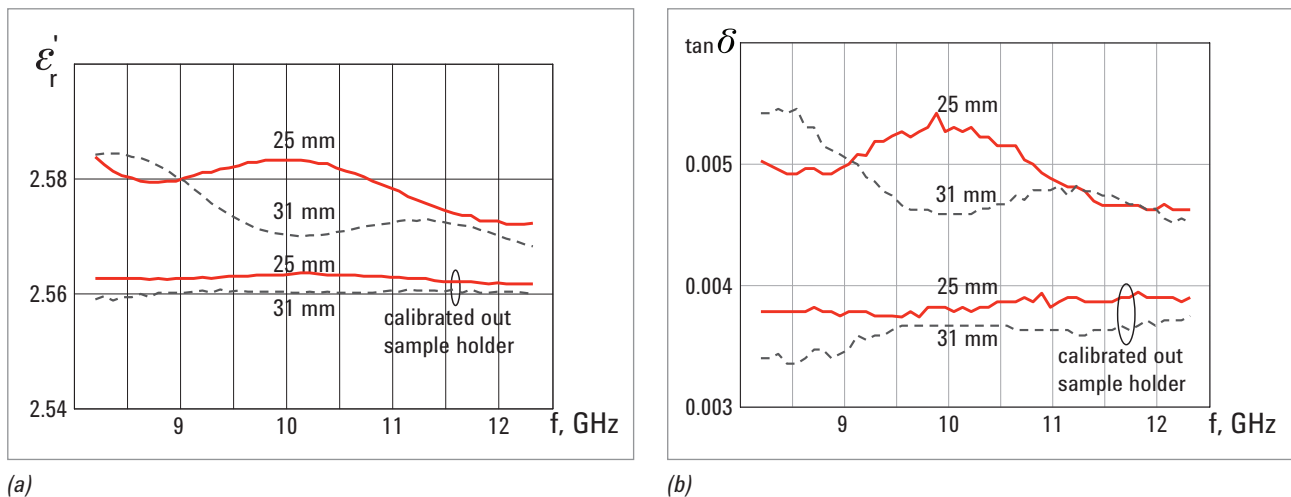 ε'r
25 mm
2.58
31 mm
25 mm
2.56
31 mm
calibrated out
sample holder
2.54
9 10 11 12 f, GHz
(a)
tan δ
25 mm
0.005
31 mm
25 mm
0.004
31 mm
calibrated out
sample holder
0.003
9 10 11 12 f, GHz
(b)